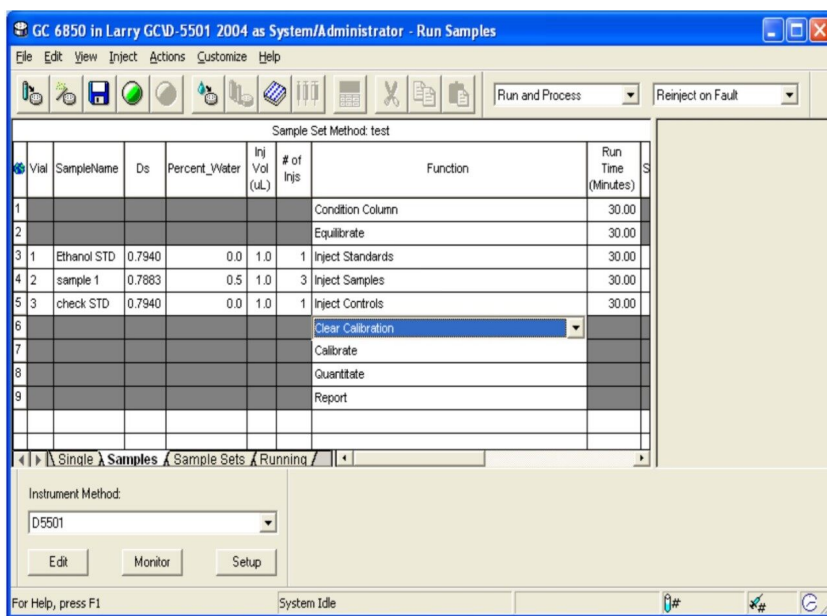 GC 6850 in Larry GC\D-5501 2004 as System/Administrator - Run Samples
File Edit View Inject Actions Customize Help
Run and Process Reinject on Fault
Sample Set Method: test
Vial SampleName Ds Percent_Water Inj Vol (uL) # of Injs Function Run Time (Minutes) S
1 Condition Column 30.00
2 Equilibrate 30.00
3 1 Ethanol STD 0.7940 0.0 1.0 1 Inject Standards 30.00
4 2 sample 1 0.7883 0.5 1.0 3 Inject Samples 30.00
5 3 check STD 0.7940 0.0 1.0 1 Inject Controls 30.00
6 Clear Calibration
7 Calibrate
8 Quantitate
9 Report
Single Samples Sample Sets Running
Instrument Method:
D5501
Edit Monitor Setup
For Help, press F1 System Idle # #